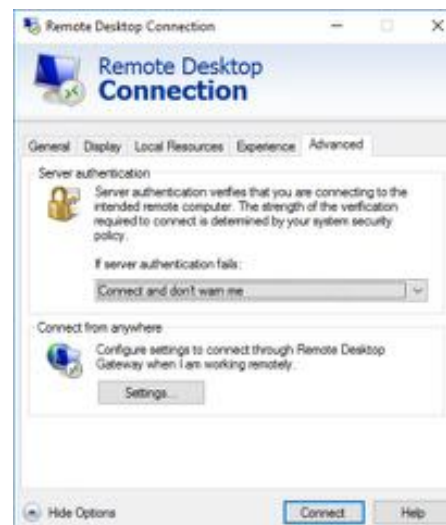 Remote Desktop Connection
Remote Desktop
Connection
General Display Local Resources Experience Advanced
Server authentication
Server authentication verifies that you are connecting to the
intended remote computer. The strength of the verification
required to connect is determined by your system security
policy.
If server authentication fails:
Connect and don't warn me
Connect from anywhere
Configure settings to connect through Remote Desktop
Gateway when I am working remotely.
Settings...
Hide Options
Connect
Help